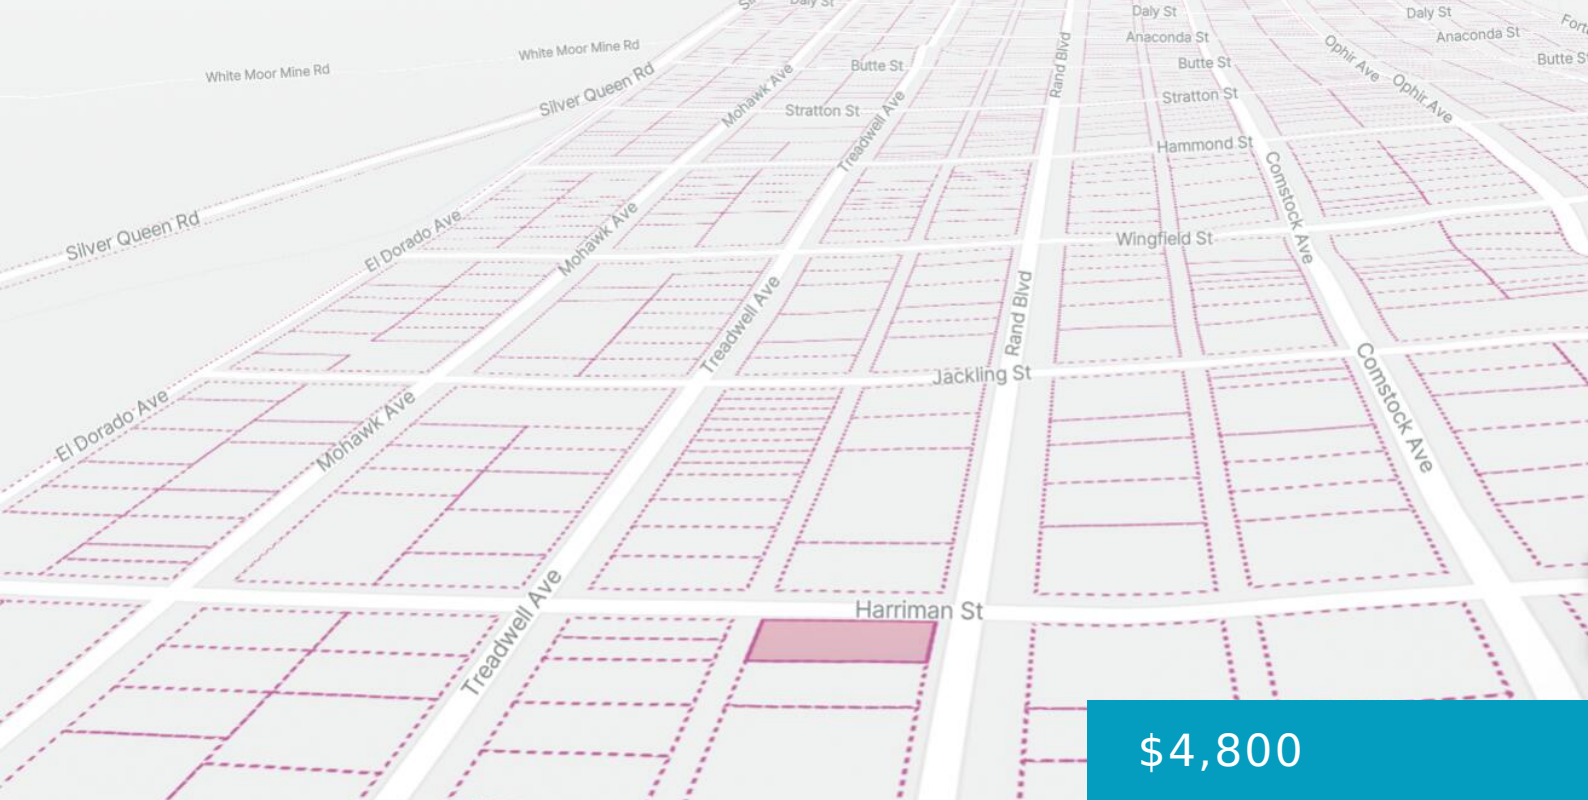 Daly St
Daly St
Daly St
White Moor Mine Rd
White Moor Mine Rd
Anaconda St
Anaconda St
Butte St
Butte St
Butte S
Silver Queen Rd
Mohawk Ave
Rand Blvd
Ophir Ave
Ophir Ave
Stratton St
Stratton St
Treadwell Ave
Hammond St
Comstock Ave
Silver Queen Rd
El Dorado Ave
Mohawk Ave
Wingfield St
Treadwell Ave
Rand Blvd
Jackling St
Comstock Ave
El Dorado Ave
Mohawk Ave
Treadwell Ave
Harriman St
$4,800